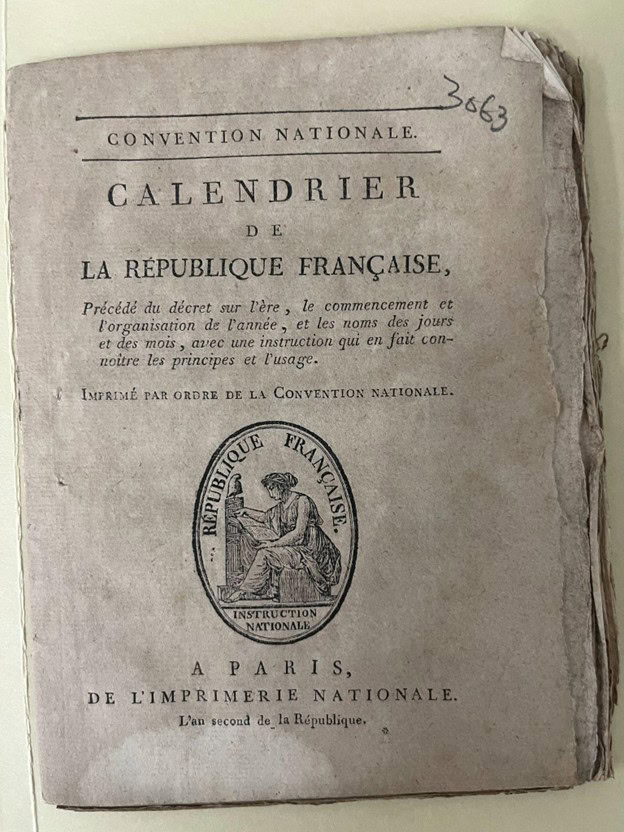 3063
CONVENTION NATIONALE.
CALENDRIER
DE
LA RÉPUBLIQUE FRANÇAISE,
Précédé du décret sur l'ère, le commencement et
l'organisation de l'année, et les noms des jours
et des mois, avec une instruction qui en fait con-
noître les principes et l'usage.
IMPRIMÉ PAR ORDRE DE LA CONVENTION NATIONALE.
RÉPUBLIQUE FRANÇAISE.
INSTRUCTION
NATIONALE
A PARIS,
DE L'IMPRIMERIE NATIONALE.
L'an second de la République.